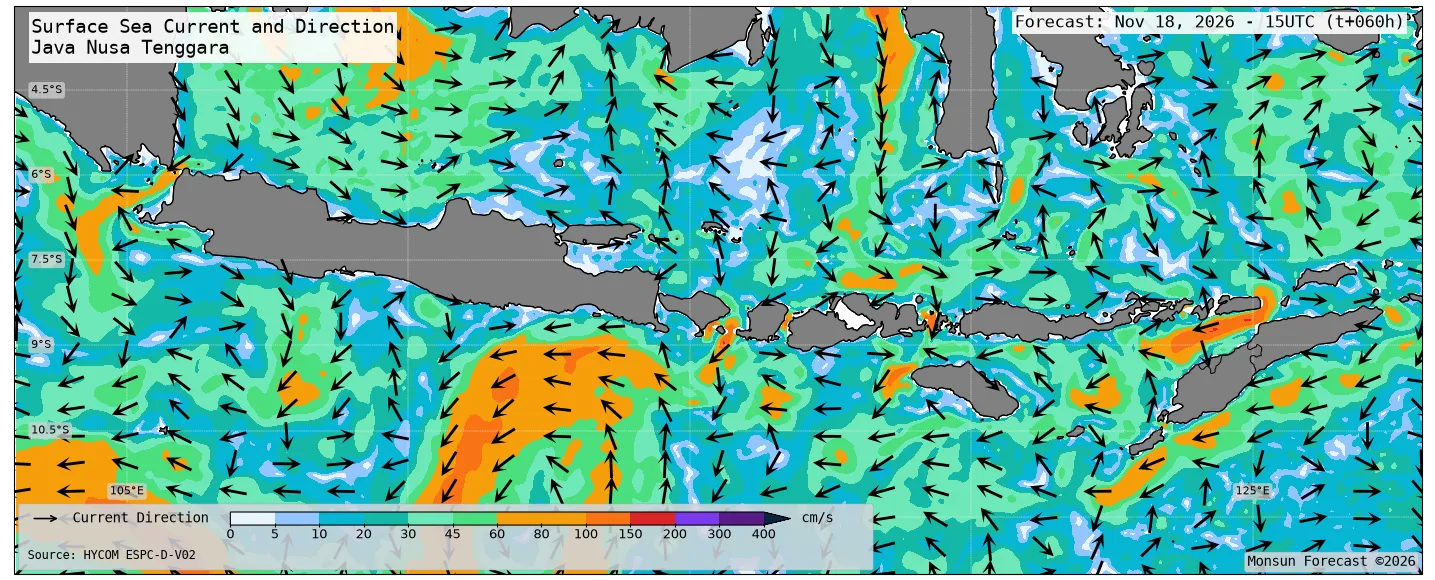 Surface Sea Current and Direction
Java Nusa Tenggara
Forecast: Nov 18, 2026 - 15UTC (t+060h)
4.5°S
6°S
7.5°S
9°S
10.5°S
105°E
125°E
Current Direction
0 5 10 20 30 45 60 80 100 150 200 300 400 cm/s
Source: HYCOM ESPC-D-V02
Monsun Forecast ©2026